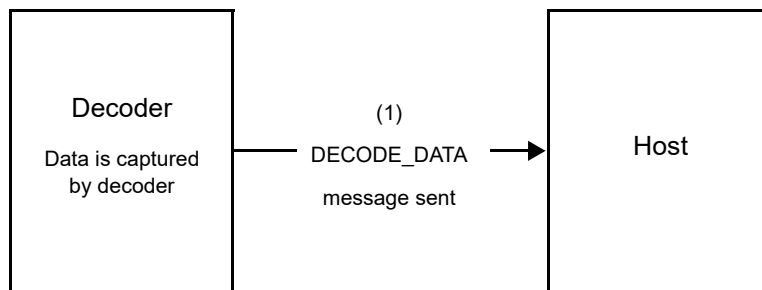 Decoder
Data is captured
by decoder
(1)
DECODE_DATA
message sent
Host